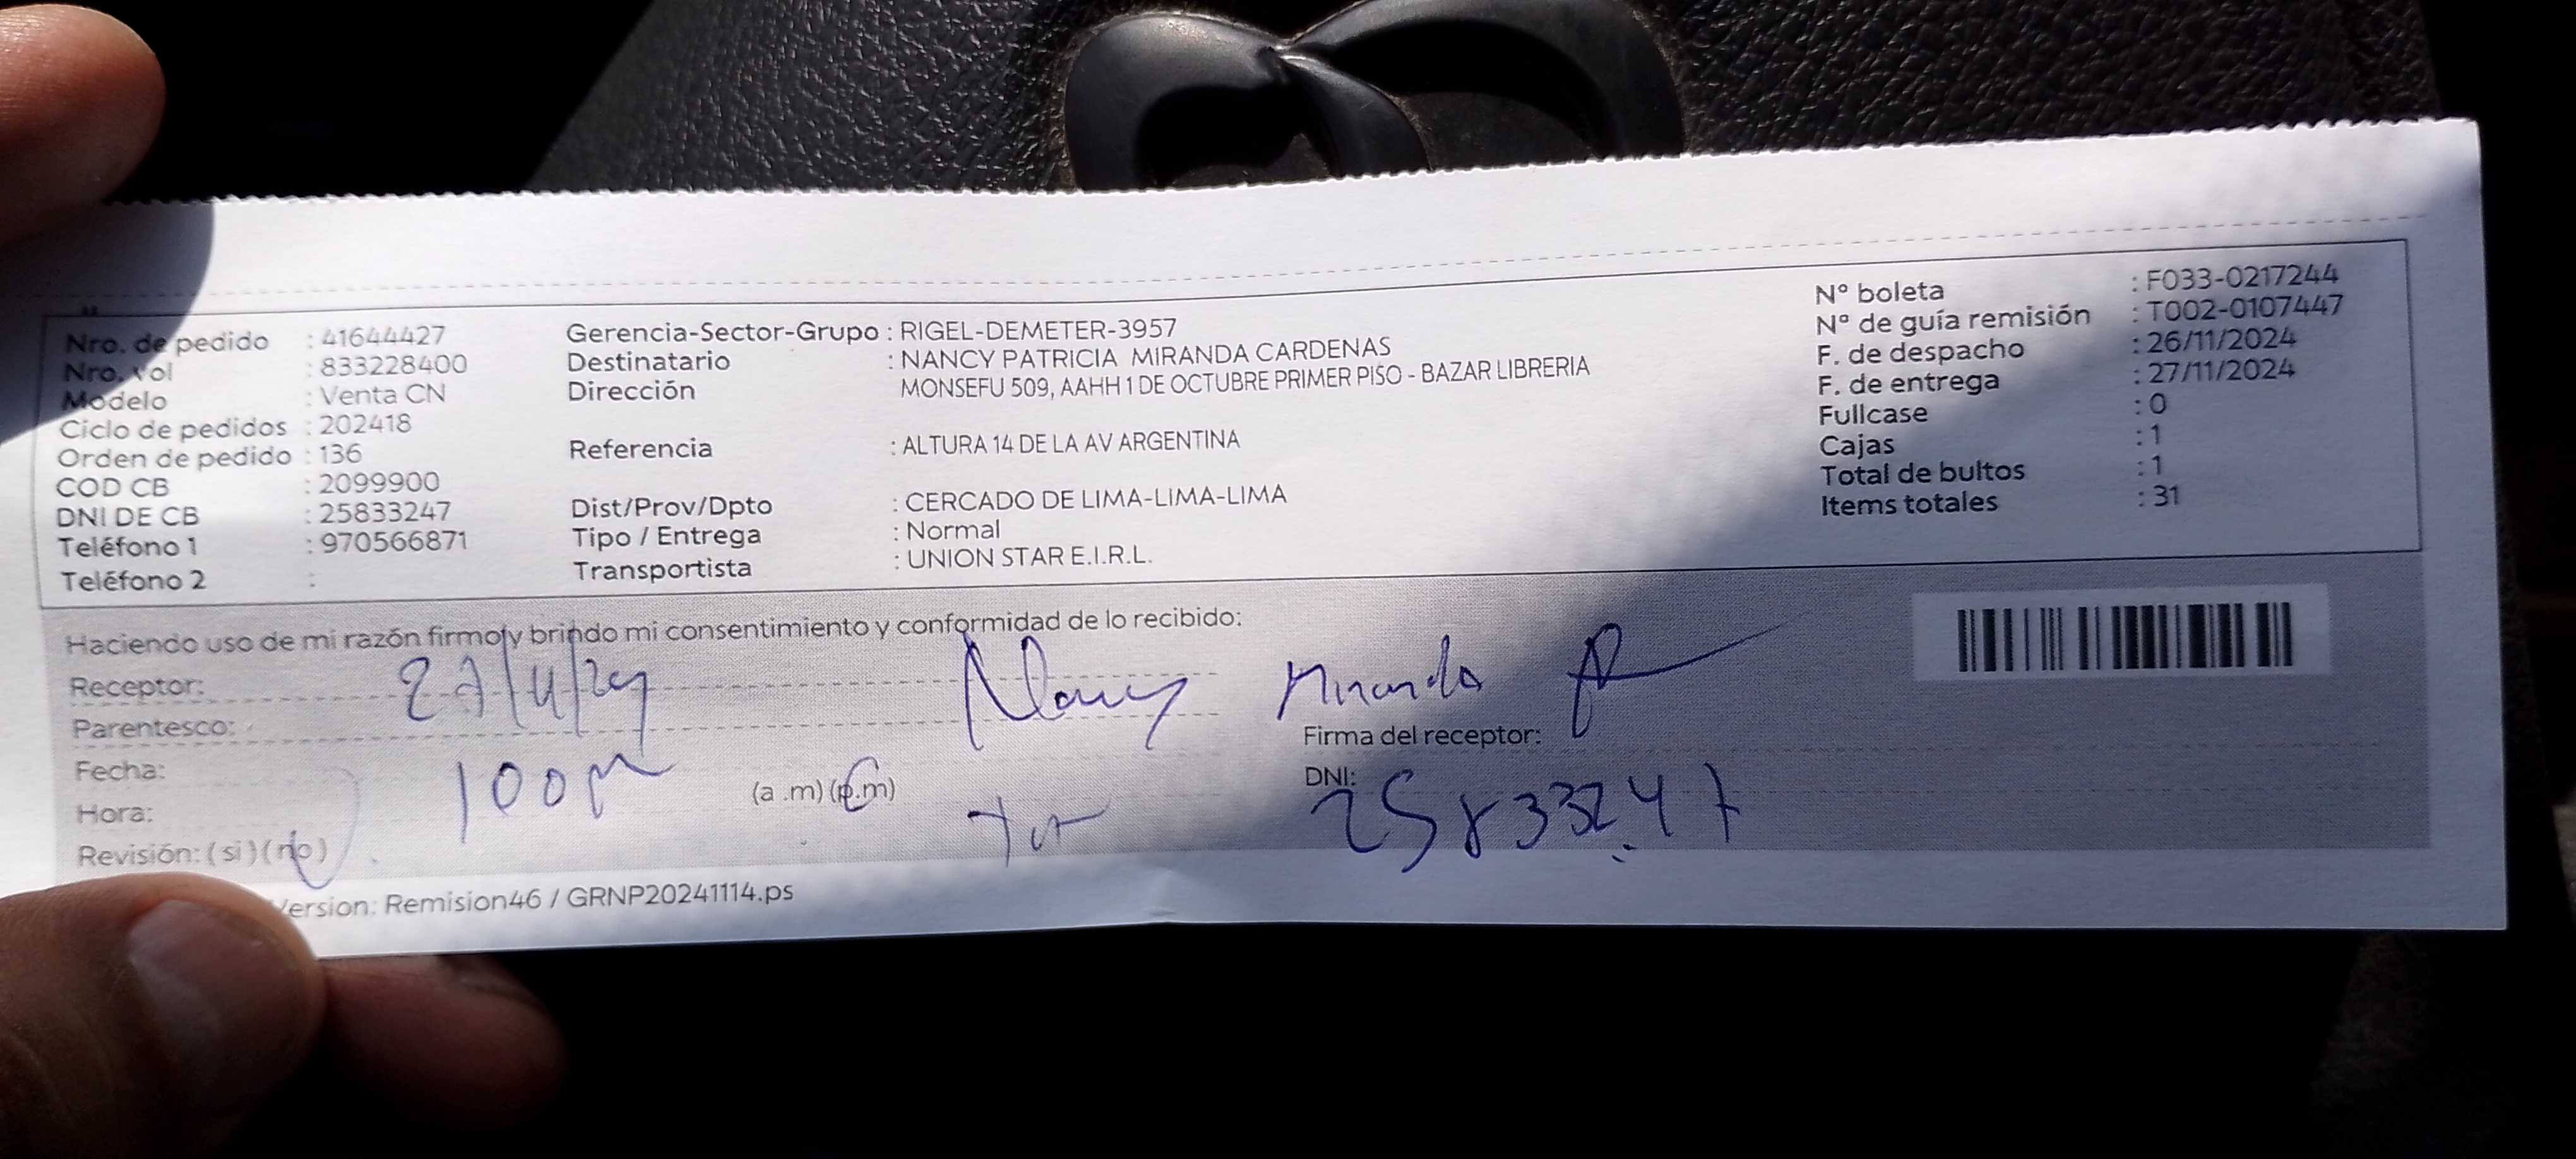 Nro. de pedido : 41644427
Nro. vol : 833228400
Modelo : Venta CN
Ciclo de pedidos : 202418
Orden de pedido : 136
COD CB : 2099900
DNI DE CB : 25833247
Teléfono 1 : 970566871
Teléfono 2 :
Gerencia-Sector-Grupo : RIGEL-DEMETER-3957
Destinatario : NANCY PATRICIA MIRANDA CARDENAS
Dirección MONSEFU 509, AAHH 1 DE OCTUBRE PRIMER PISO - BAZAR LIBRERIA
Referencia : ALTURA 14 DE LA AV ARGENTINA
Dist/Prov/Dpto : CERCADO DE LIMA-LIMA-LIMA
Tipo / Entrega : Normal
Transportista : UNION STAR E.I.R.L.
Nº boleta : F033-0217244
Nº de guía remisión : T002-0107447
F. de despacho : 26/11/2024
F. de entrega : 27/11/2024
Fullcase : 0
Cajas : 1
Total de bultos : 1
Items totales : 31
Haciendo uso de mi razón firmo y brindo mi consentimiento y conformidad de lo recibido:
Receptor: 27/11/24 Nancy Miranda
Parentesco:
Firma del receptor:
Fecha:
Hora: 100pm (a .m) (p.m)
DNI: 25833247
Revisión: ( si ) ( no )
Version: Remision46 / GRNP20241114.ps